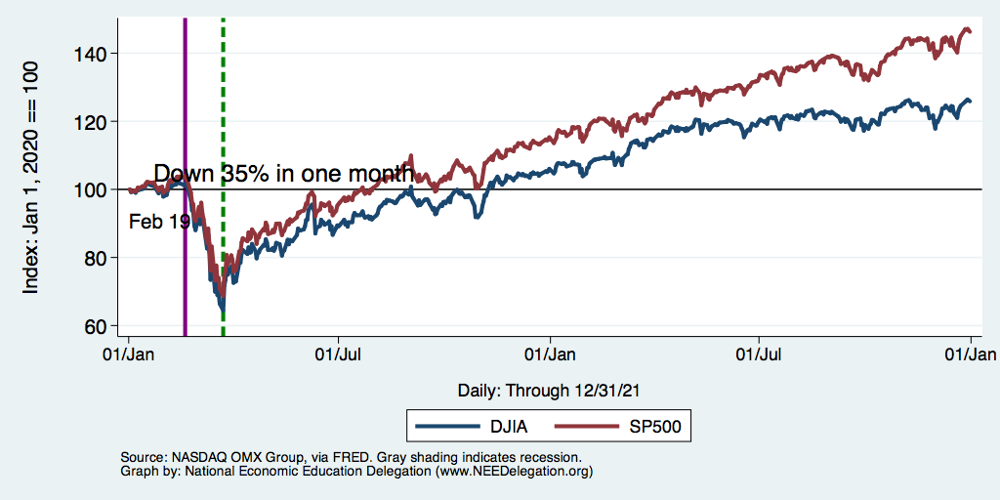 Index: Jan 1, 2020 == 100
140
120
100
80
60
Down 35% in one month
Feb 19
01/Jan 01/Jul 01/Jan 01/Jul 01/Jan
Daily: Through 12/31/21
DJIA SP500
Source: NASDAQ OMX Group, via FRED. Gray shading indicates recession.
Graph by: National Economic Education Delegation (www.NEEDelegation.org)